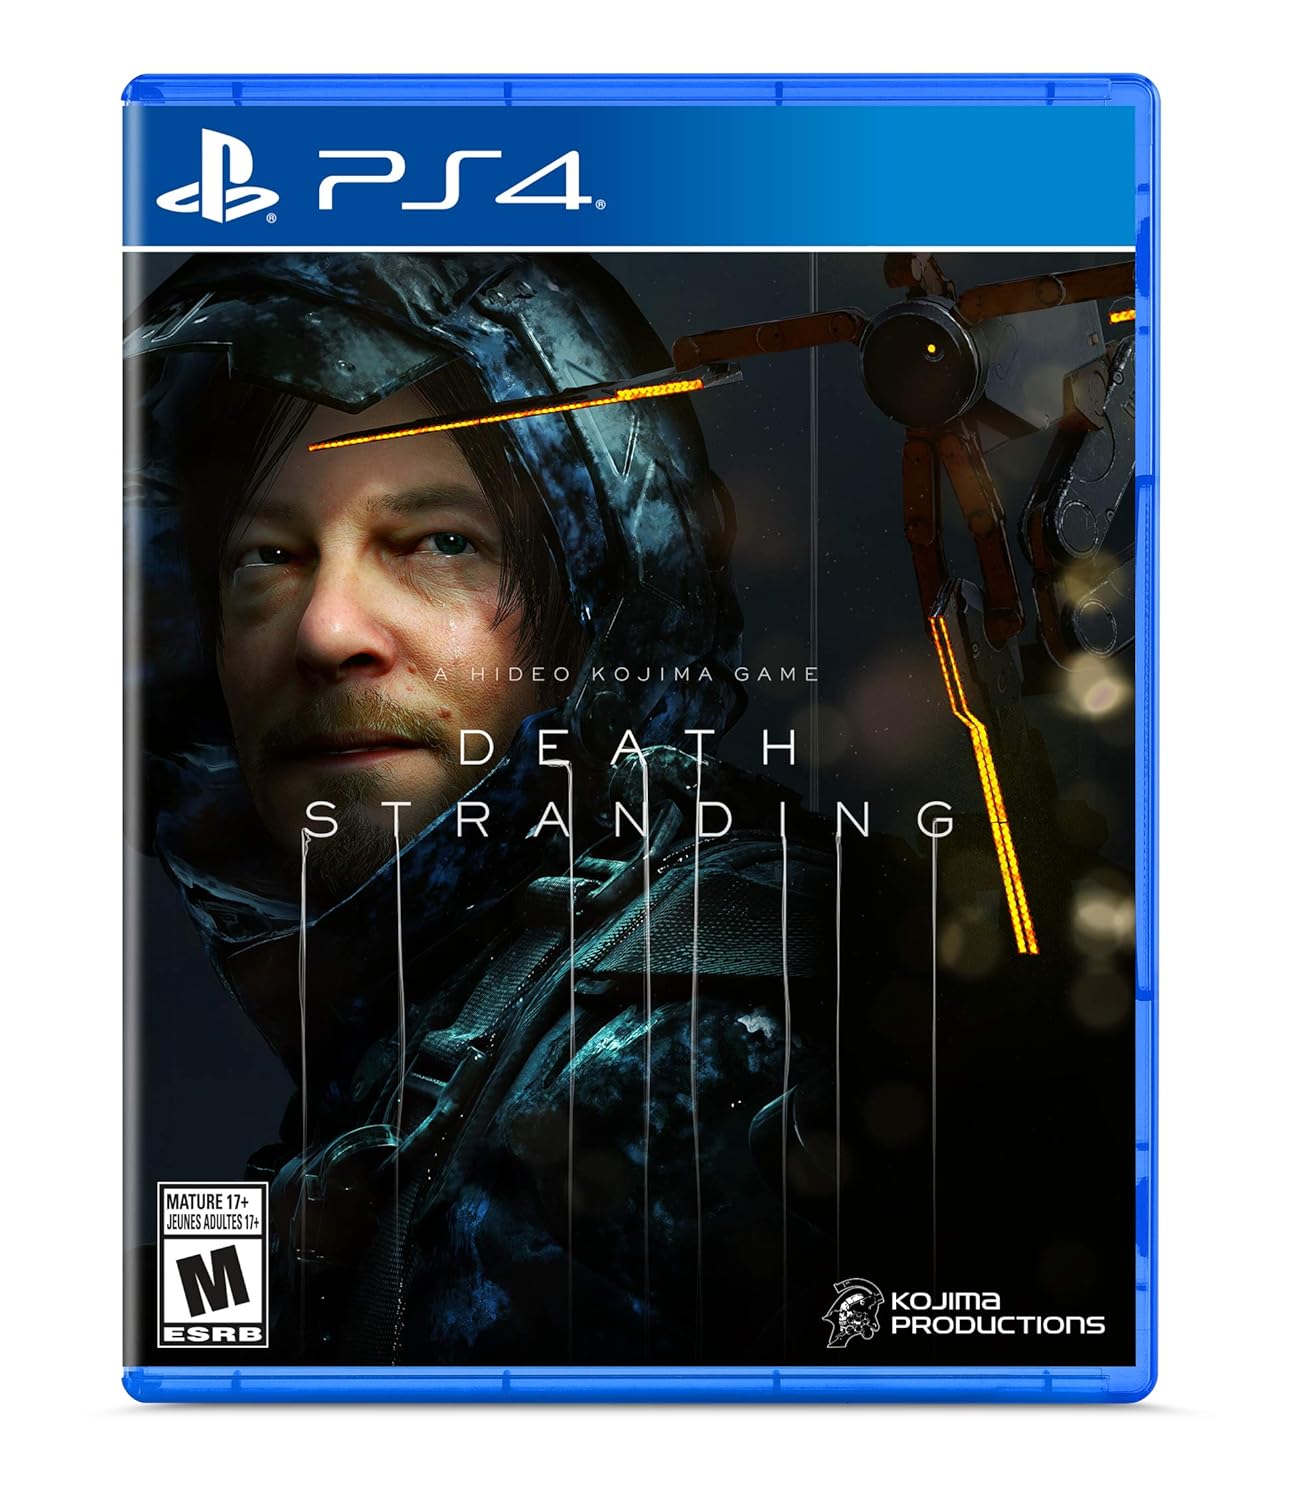 PS4
A HIDEO KOJIMA GAME
DEATH
STRANDING
MATURE 17+
JEUNES ADULTES 17+
M
ESRB
KOJIMA
PRODUCTIONS